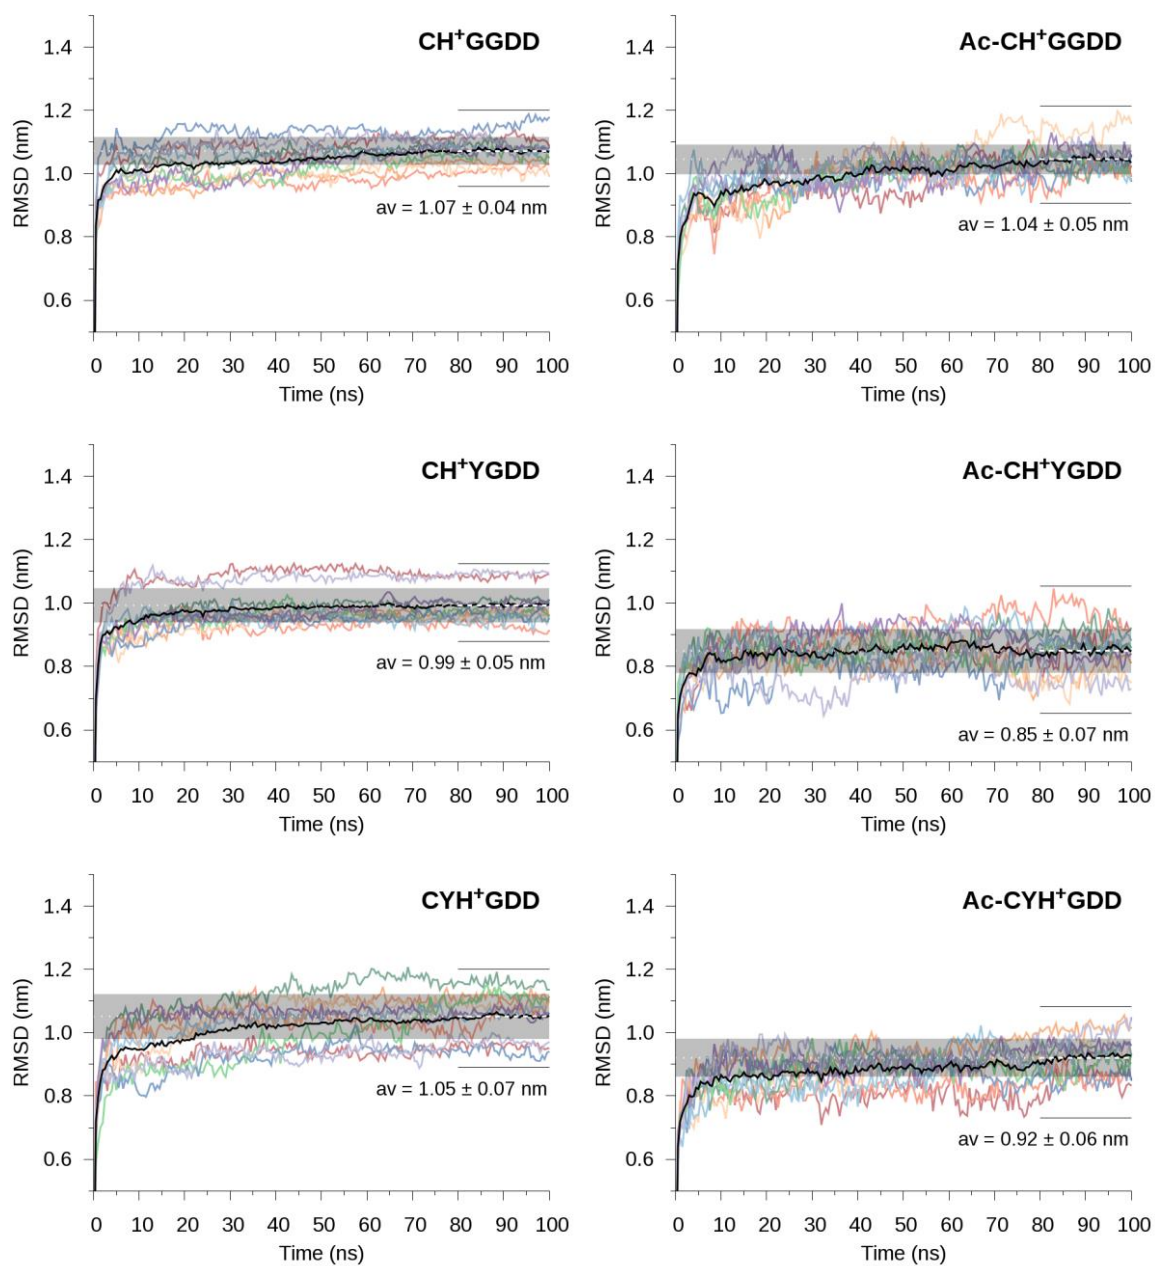 CH⁺GGDD
RMSD (nm)
1.4
1.2
1.0
0.8
0.6
av = 1.07 ± 0.04 nm
0 10 20 30 40 50 60 70 80 90 100
Time (ns)
Ac-CH⁺GGDD
RMSD (nm)
1.4
1.2
1.0
0.8
0.6
av = 1.04 ± 0.05 nm
0 10 20 30 40 50 60 70 80 90 100
Time (ns)
CH⁺YGDD
RMSD (nm)
1.4
1.2
1.0
0.8
0.6
av = 0.99 ± 0.05 nm
0 10 20 30 40 50 60 70 80 90 100
Time (ns)
Ac-CH⁺YGDD
RMSD (nm)
1.4
1.2
1.0
0.8
0.6
av = 0.85 ± 0.07 nm
0 10 20 30 40 50 60 70 80 90 100
Time (ns)
CYH⁺GDD
RMSD (nm)
1.4
1.2
1.0
0.8
0.6
av = 1.05 ± 0.07 nm
0 10 20 30 40 50 60 70 80 90 100
Time (ns)
Ac-CYH⁺GDD
RMSD (nm)
1.4
1.2
1.0
0.8
0.6
av = 0.92 ± 0.06 nm
0 10 20 30 40 50 60 70 80 90 100
Time (ns)